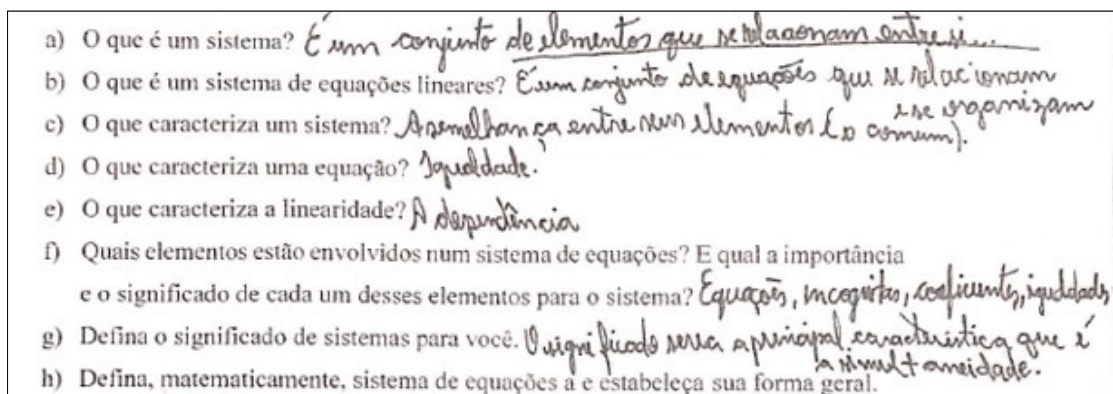 a) O que é um sistema? É um conjunto de elementos que se relacionam entre si...
b) O que é um sistema de equações lineares? É um conjunto de equações que se relacionam
e se organizam
c) O que caracteriza um sistema? A semelhança entre seus elementos (o comum).
d) O que caracteriza uma equação? Igualdade.
e) O que caracteriza a linearidade? A dependência
f) Quais elementos estão envolvidos num sistema de equações? E qual a importância
e o significado de cada um desses elementos para o sistema? Equações, incognitas, coeficientes, igualdades
g) Defina o significado de sistemas para você. O significado seria a principal característica que é
a simultaneidade.
h) Defina, matematicamente, sistema de equações a e estabeleça sua forma geral.